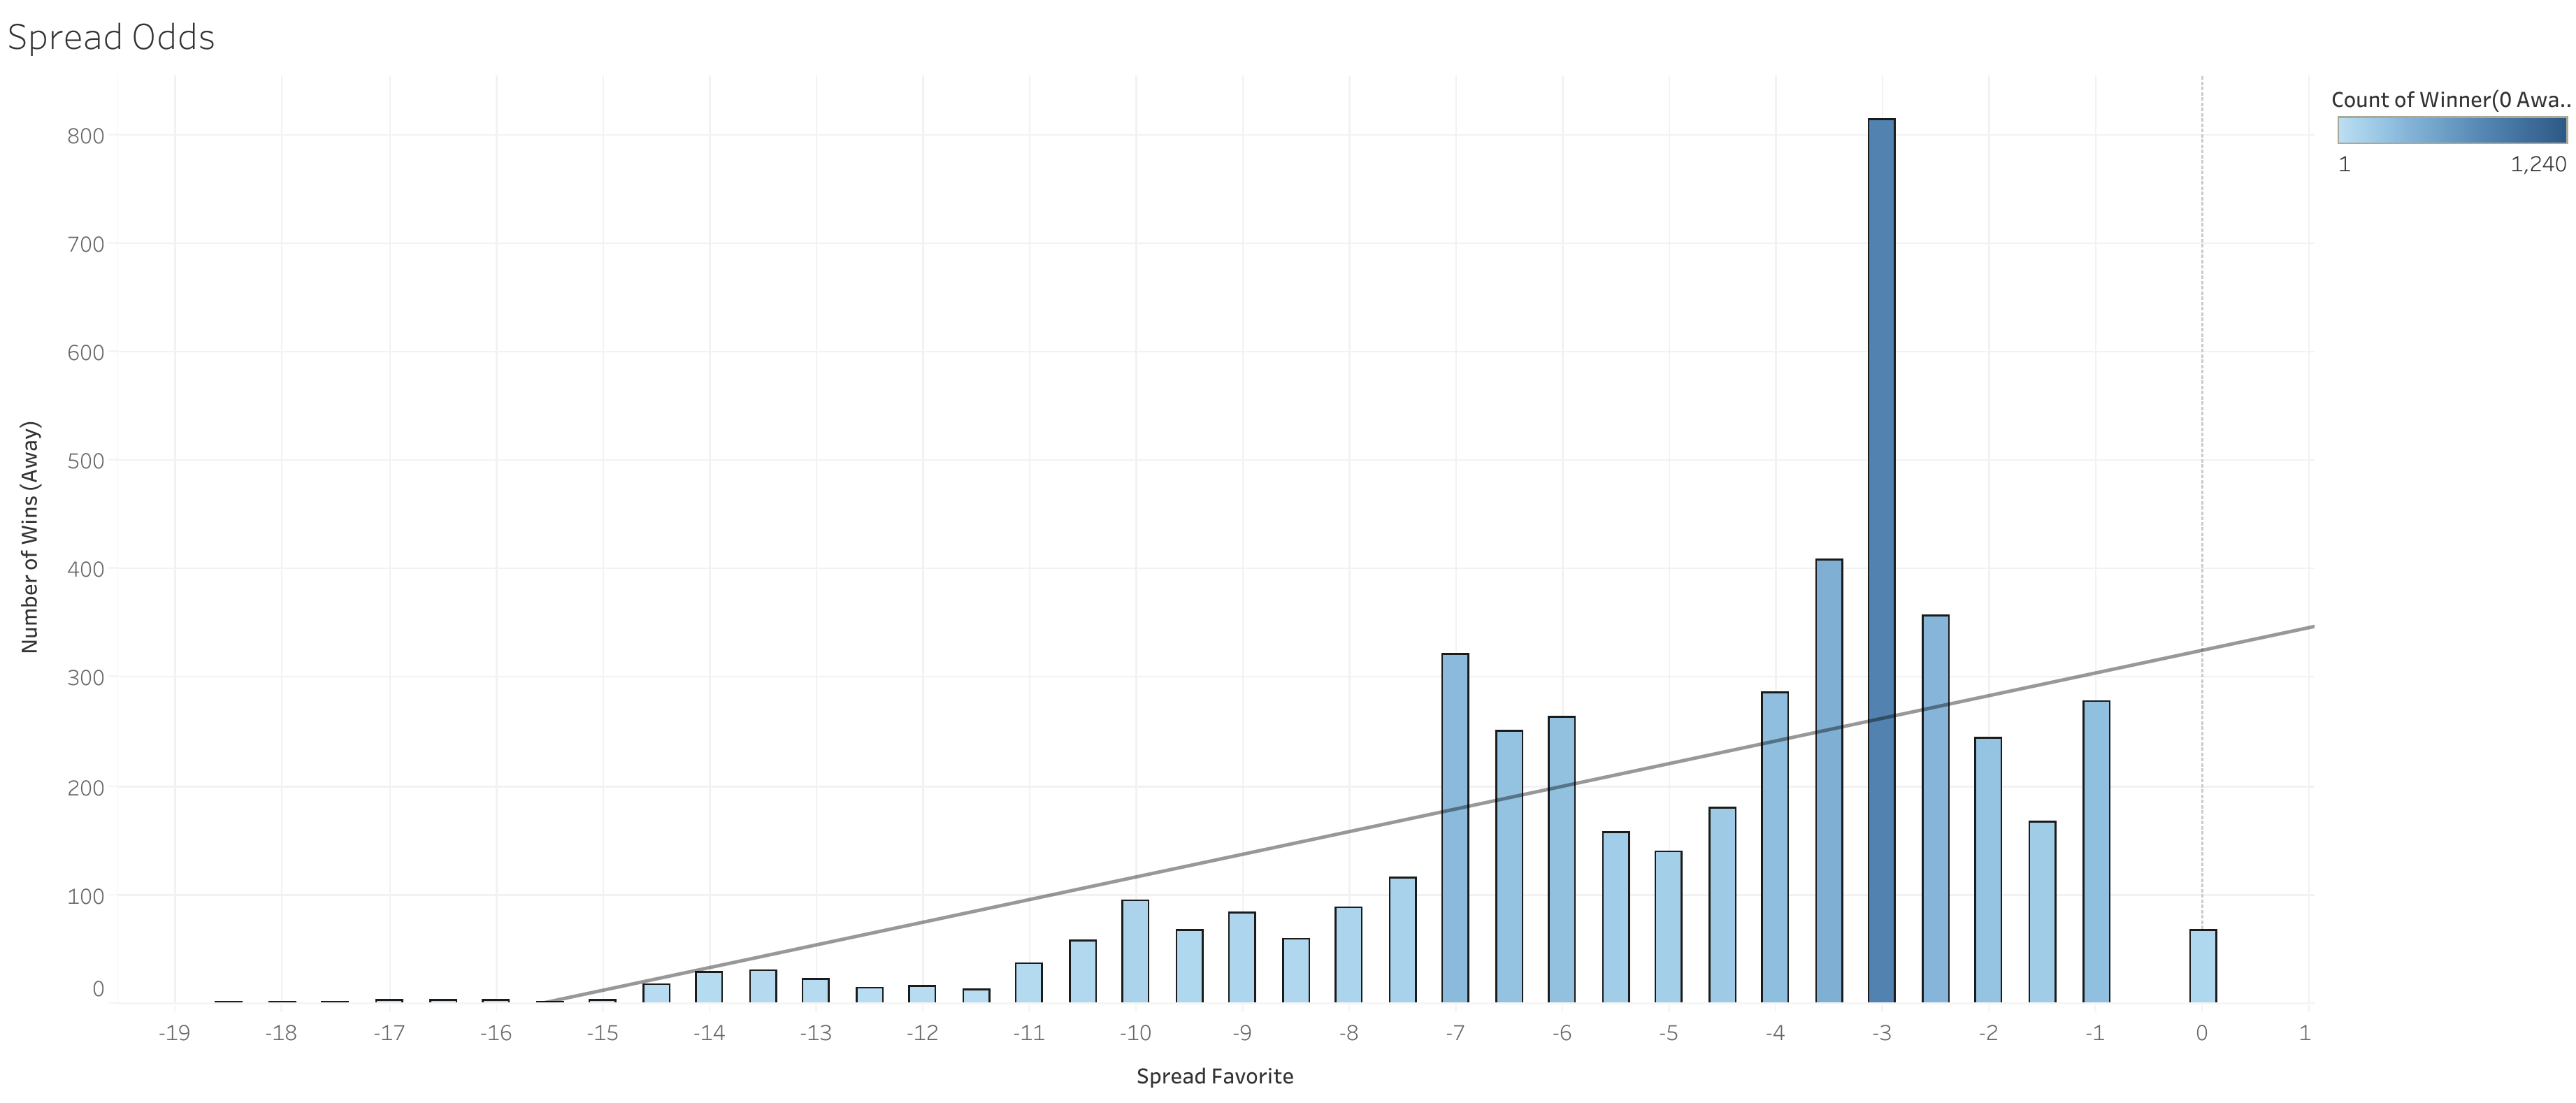 Spread Odds
Count of Winner(0 Awa..
1 1,240
Number of Wins (Away)
800
700
600
500
400
300
200
100
0
-19 -18 -17 -16 -15 -14 -13 -12 -11 -10 -9 -8 -7 -6 -5 -4 -3 -2 -1 0 1
Spread Favorite